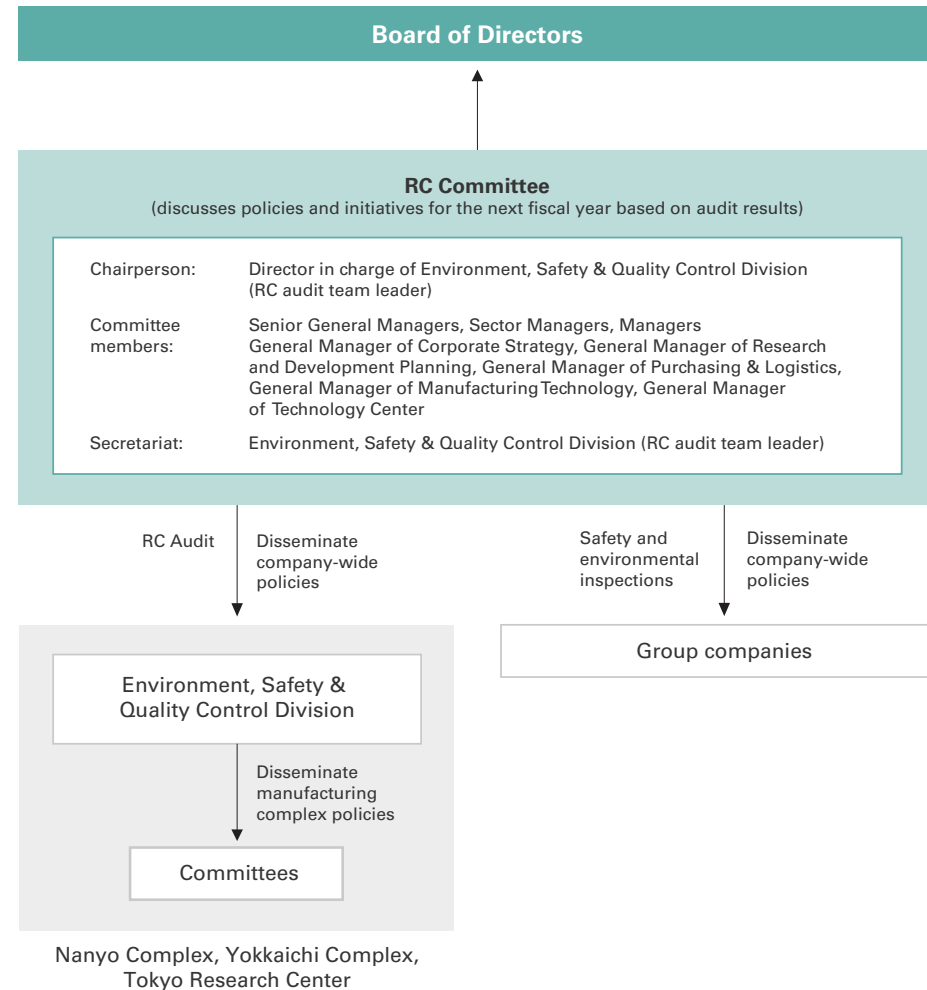 Board of Directors
RC Committee
(discusses policies and initiatives for the next fiscal year based on audit results)
Chairperson:
Director in charge of Environment, Safety & Quality Control Division
(RC audit team leader)
Committee
members:
Senior General Managers, Sector Managers, Managers
General Manager of Corporate Strategy, General Manager of Research
and Development Planning, General Manager of Purchasing & Logistics,
General Manager of Manufacturing Technology, General Manager
of Technology Center
Secretariat:
Environment, Safety & Quality Control Division (RC audit team leader)
RC Audit
Disseminate
company-wide
policies
Safety and
environmental
inspections
Disseminate
company-wide
policies
Environment, Safety &
Quality Control Division
Disseminate
manufacturing
complex policies
Committees
Nanyo Complex, Yokkaichi Complex,
Tokyo Research Center
Group companies